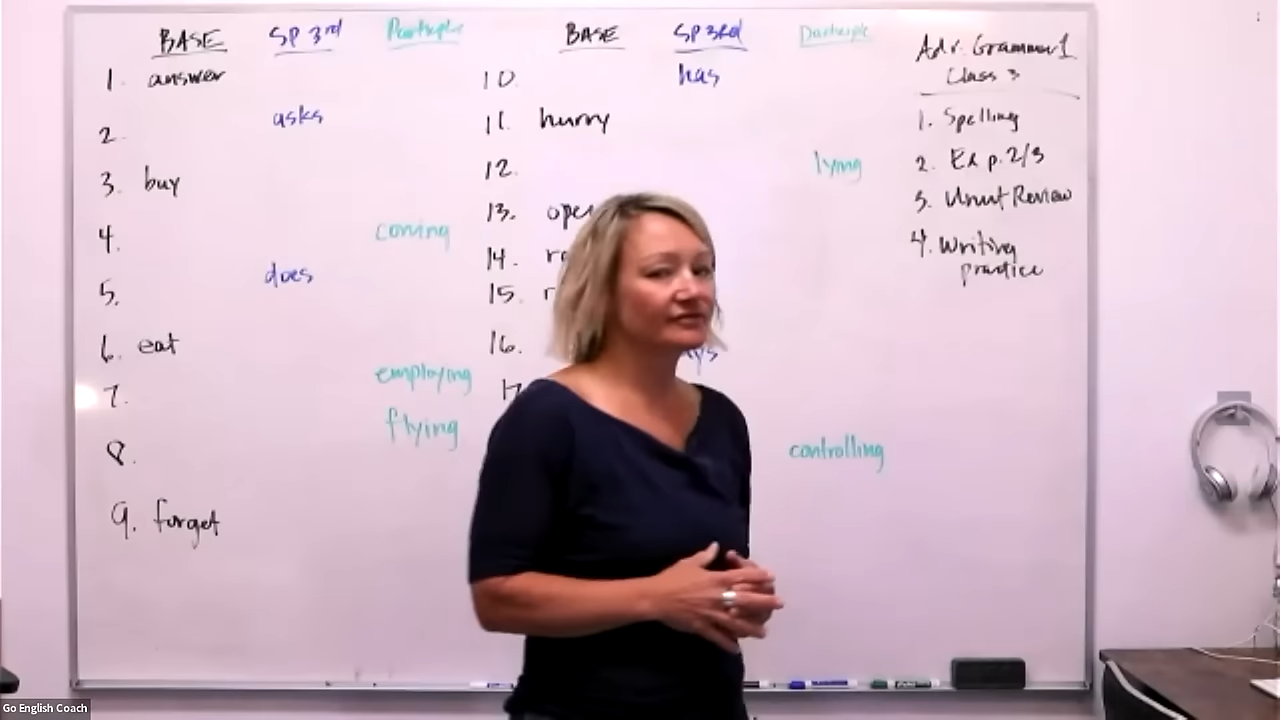 BASE SP 3rd Participle
1. answer
2. asks
3. buy
4. coming
5. does
6. eat
7. employing
8. flying
9. forget
BASE SP 3rd Participle
10. has
11. hurry
12. lying
13.
14.
15.
16.
17
controlling
Adv. Grammar 1
Class 3
1. Spelling
2. Ex p. 2/3
3. Unit Review
4. Writing
practice
Go English Coach